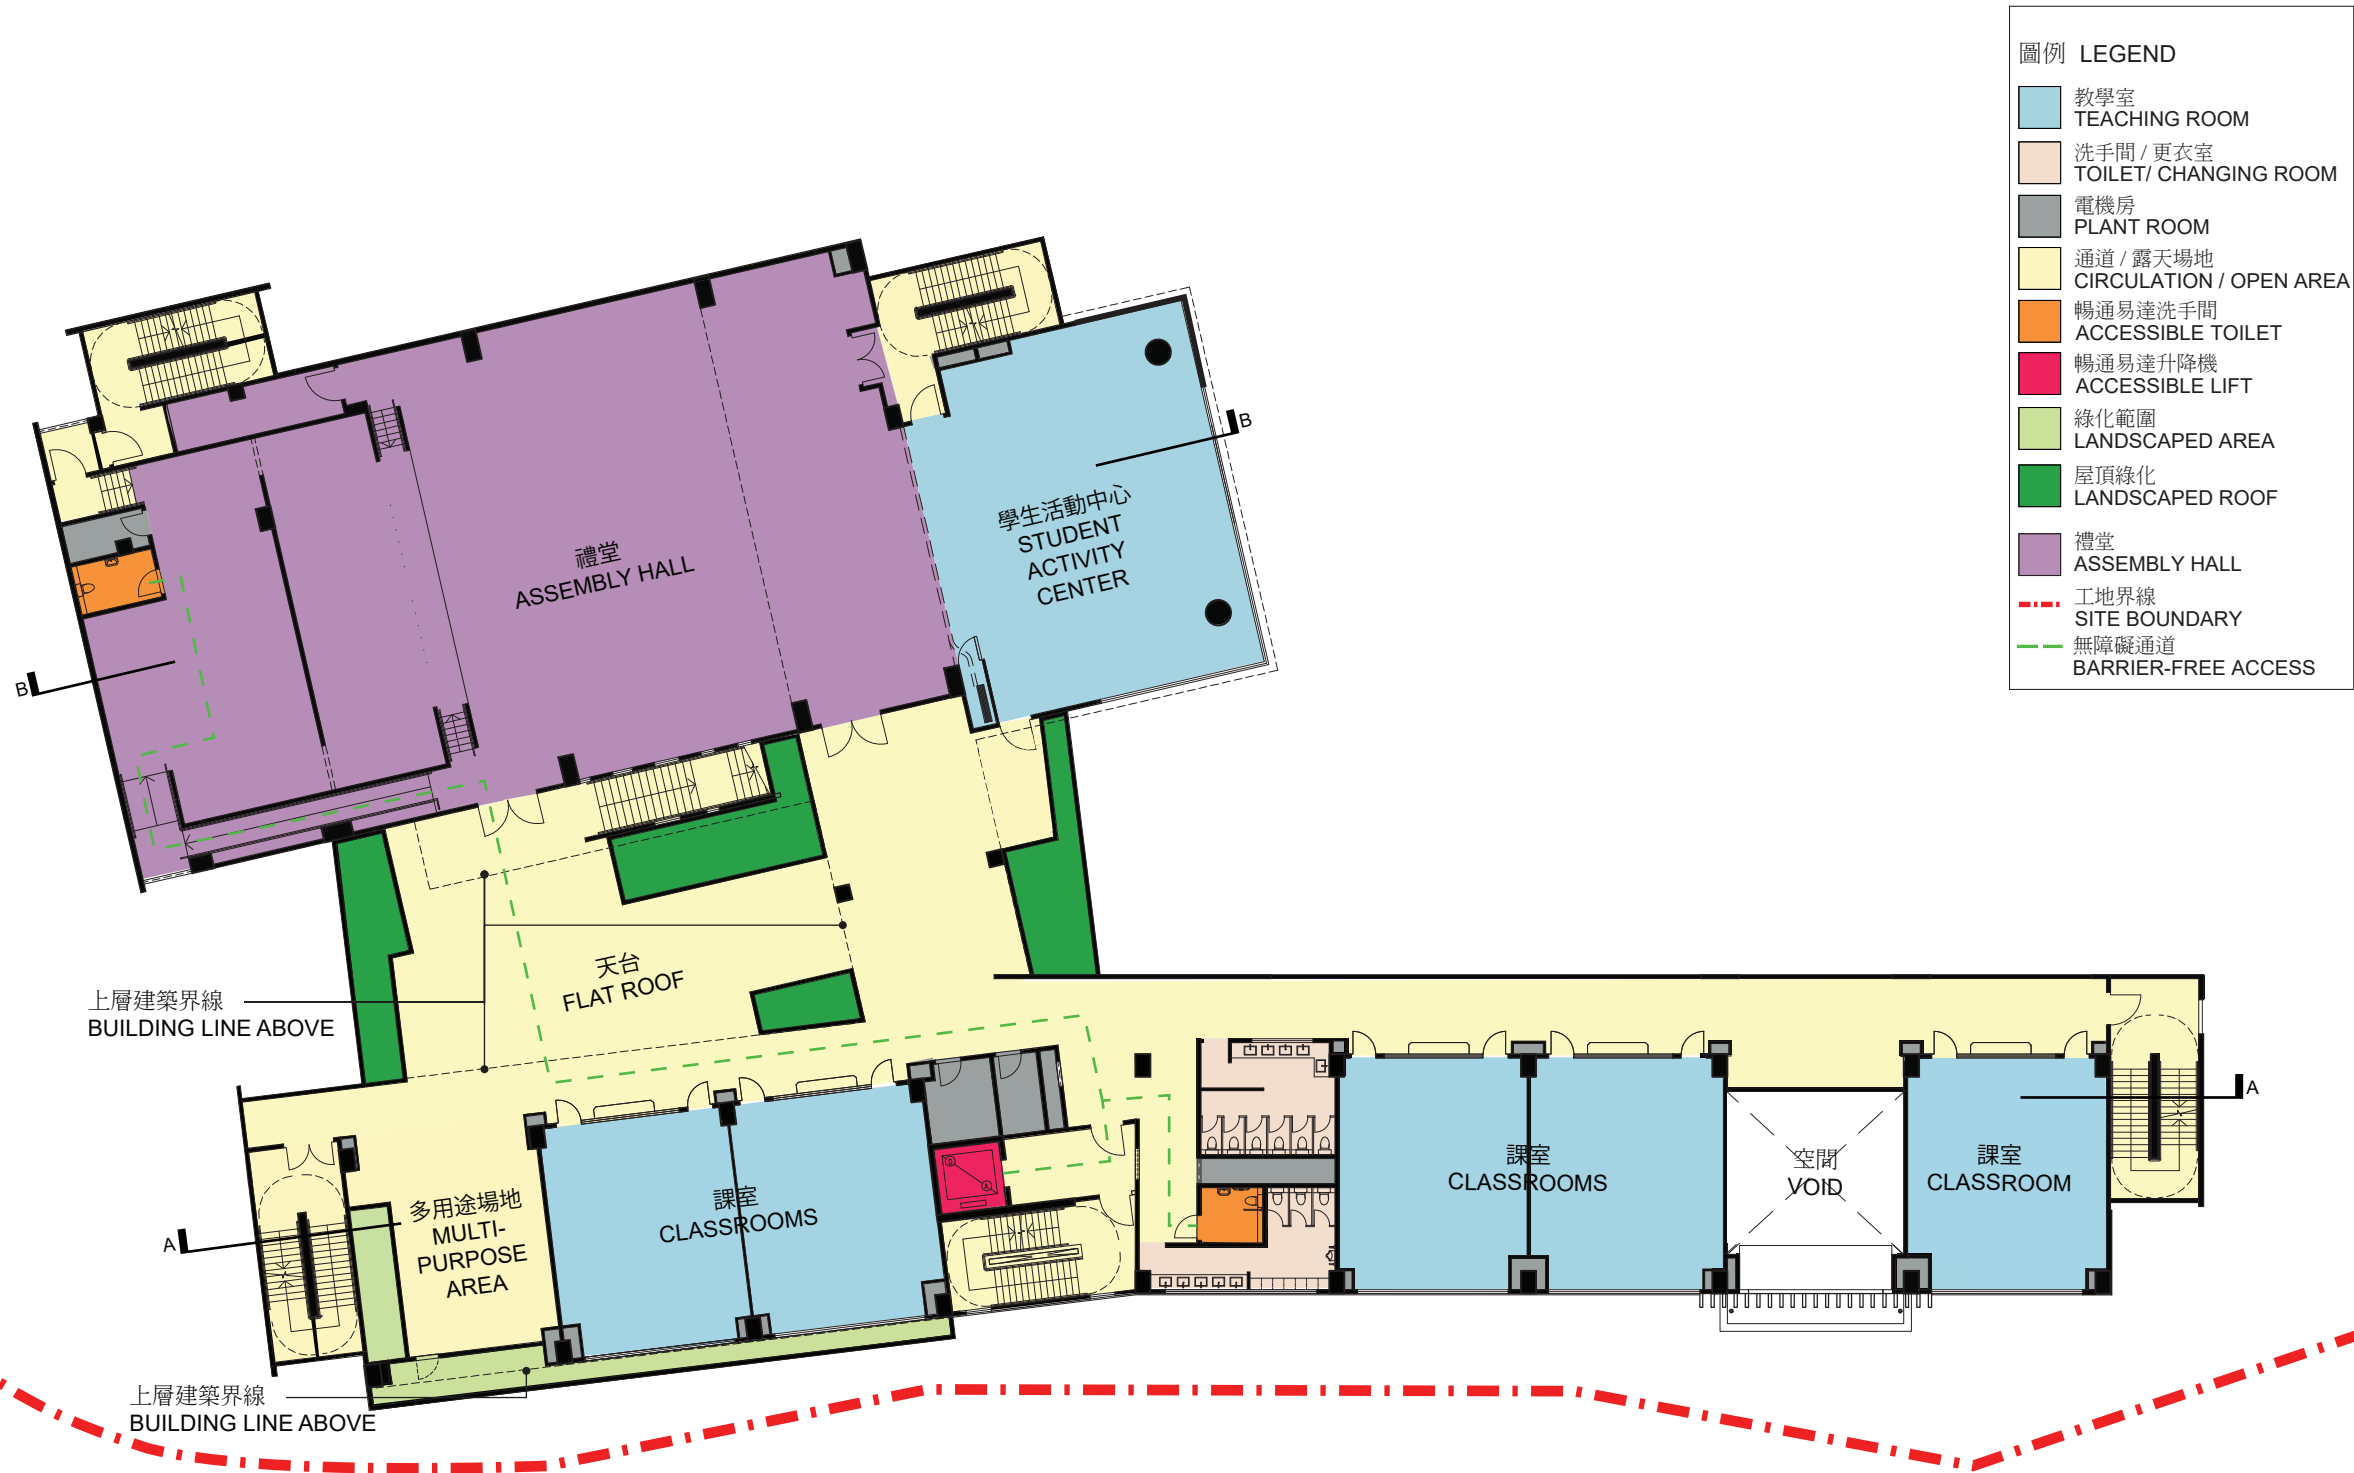 圖例 LEGEND
教學室
TEACHING ROOM
洗手間 / 更衣室
TOILET/ CHANGING ROOM
電機房
PLANT ROOM
通道 / 露天場地
CIRCULATION / OPEN AREA
暢通易達洗手間
ACCESSIBLE TOILET
暢通易達升降機
ACCESSIBLE LIFT
綠化範圍
LANDSCAPED AREA
屋頂綠化
LANDSCAPED ROOF
禮堂
ASSEMBLY HALL
工地界線
SITE BOUNDARY
無障礙通道
BARRIER-FREE ACCESS
B
學生活動中心
STUDENT
ACTIVITY
CENTER
禮堂
ASSEMBLY HALL
B
天台
FLAT ROOF
上層建築界線
BUILDING LINE ABOVE
A
課室
CLASSROOMS
空間
VOID
課室
CLASSROOM
多用途場地
MULTI-
PURPOSE
AREA
課室
CLASSROOMS
A
上層建築界線
BUILDING LINE ABOVE